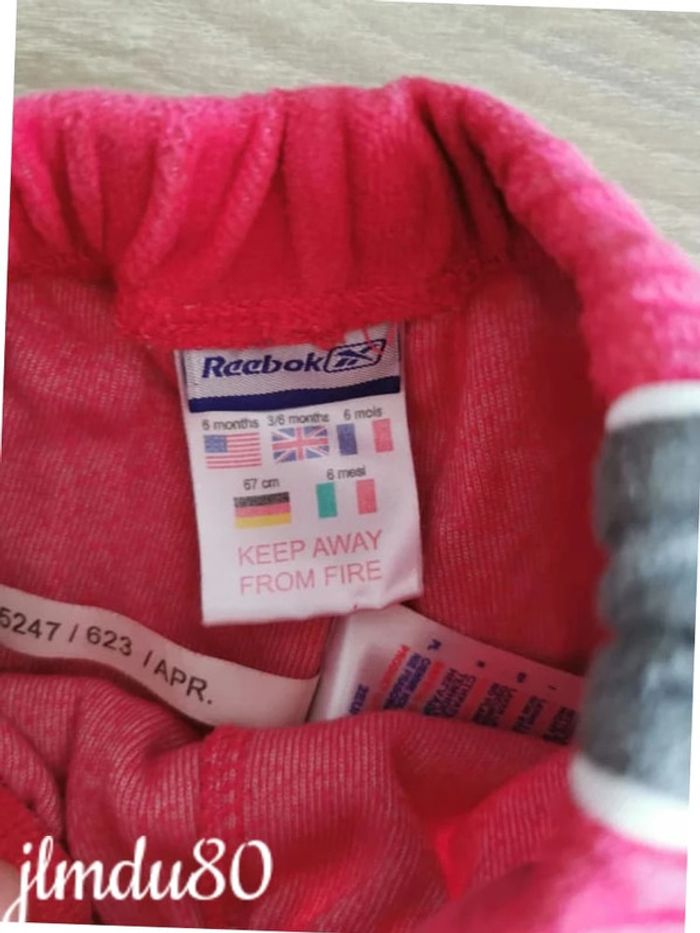 Reebok
6 months 3/6 months 6 mois
67 cm 6 mesi
KEEP AWAY
FROM FIRE
5247 / 623 / APR.
jlmdu80